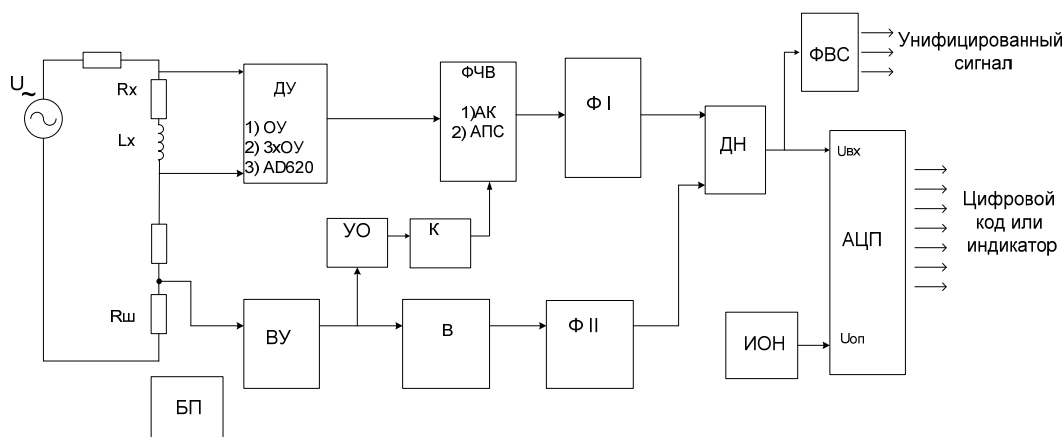 U~
Rx
Lx
Rш
БП
ДУ
1) ОУ
2) 3хОУ
3) AD620
ФЧВ
1)АК
2) АПС
Ф I
УО
К
ВУ
В
Ф II
ДН
ФВС
Унифицированный
сигнал
Uвх
АЦП
Uоп
ИОН
Цифровой
код или
индикатор